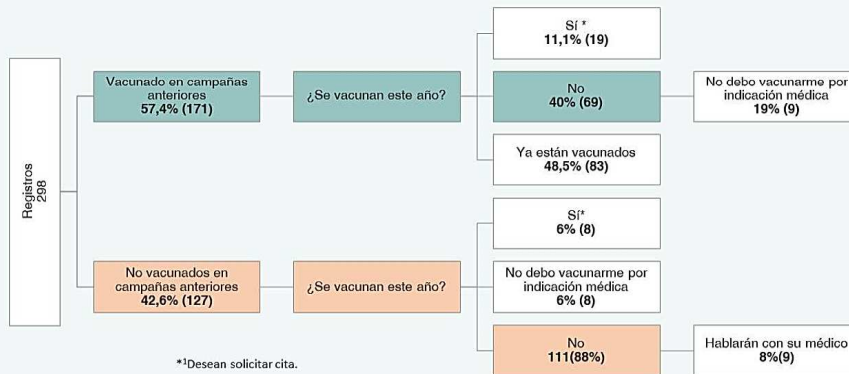 Registros
298
Vacunado en campañas
anteriores
57,4% (171)
¿Se vacunan este año?
Sí *
11,1% (19)
No
40% (69)
No debo vacunarme por
indicación médica
19% (9)
Ya están vacunados
48,5% (83)
No vacunados en
campañas anteriores
42,6% (127)
¿Se vacunan este año?
Sí*
6% (8)
No debo vacunarme por
indicación médica
6% (8)
No
111(88%)
Hablarán con su médico
8%(9)
*¹Desean solicitar cita.